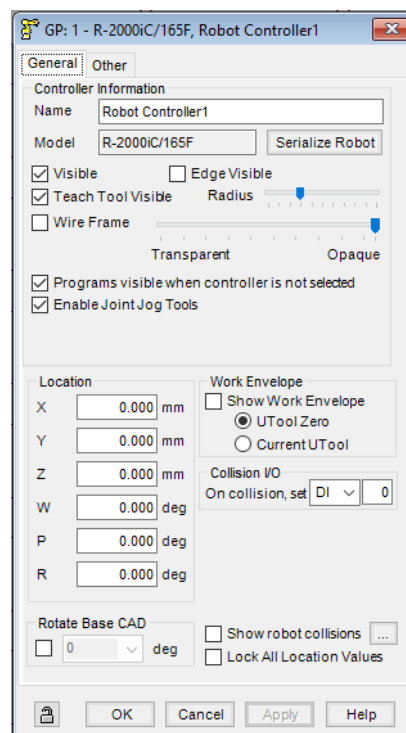 GP: 1 - R-2000iC/165F, Robot Controller1
General Other
Controller Information
Name Robot Controller1
Model R-2000iC/165F Serialize Robot
Visible Edge Visible
Teach Tool Visible Radius
Wire Frame
Transparent Opaque
Programs visible when controller is not selected
Enable Joint Jog Tools
Location
X 0.000 mm
Y 0.000 mm
Z 0.000 mm
W 0.000 deg
P 0.000 deg
R 0.000 deg
Work Envelope
Show Work Envelope
UTool Zero
Current UTool
Collision I/O
On collision, set DI 0
Rotate Base CAD
0 deg
Show robot collisions ...
Lock All Location Values
OK Cancel Apply Help